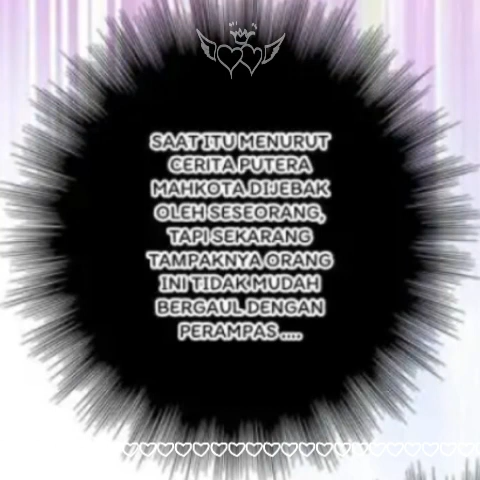 SAAT ITU MENURUT
CERITA PUTERA
MAHKOTA DIJEBAK
OLEH SESEORANG,
TAPI SEKARANG
TAMPAKNYA ORANG
INI TIDAK MUDAH
BERGAUL DENGAN
PERAMPAS ....